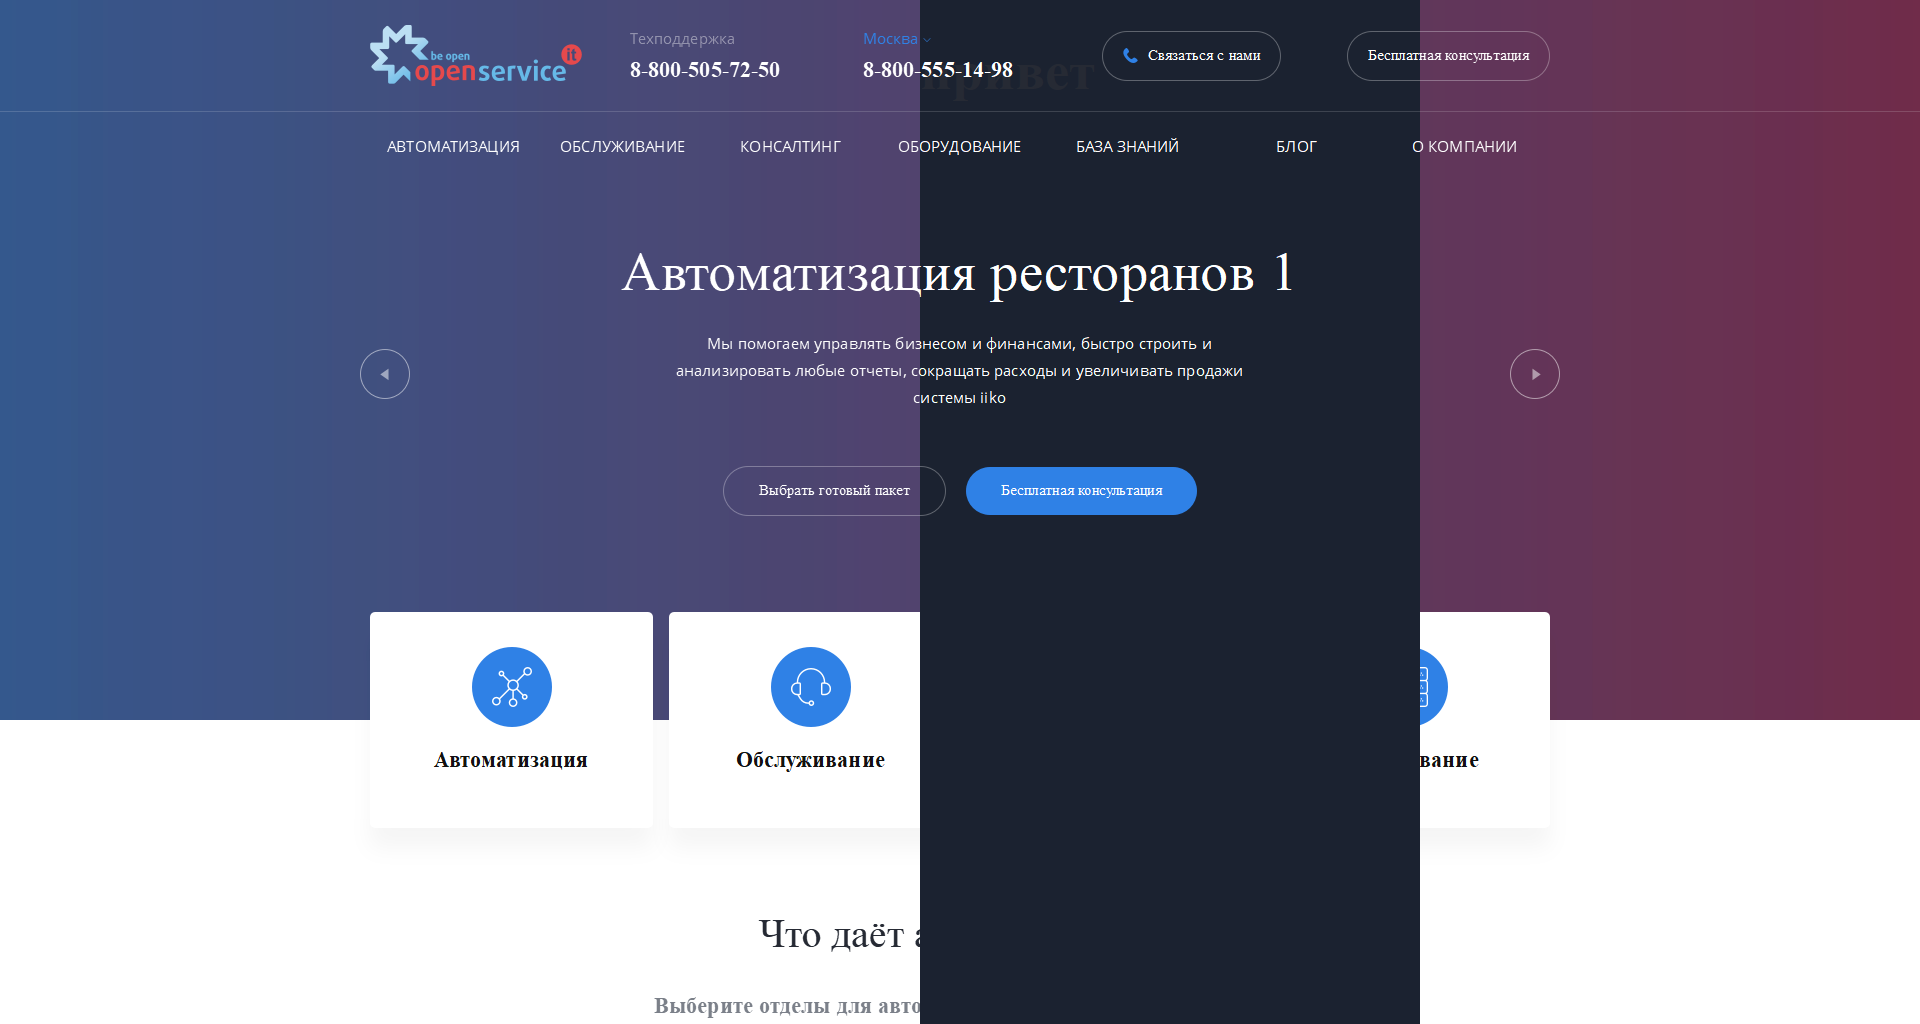 be open
openservice it
Техподдержка
8-800-505-72-50
Москва
8-800-555-14-98
привет
Связаться с нами
Бесплатная консультация
АВТОМАТИЗАЦИЯ ОБСЛУЖИВАНИЕ КОНСАЛТИНГ ОБОРУДОВАНИЕ БАЗА ЗНАНИЙ БЛОГ О КОМПАНИИ
Автоматизация ресторанов 1
Мы помогаем управлять бизнесом и финансами, быстро строить и
анализировать любые отчеты, сокращать расходы и увеличивать продажи
системы iiko
Выбрать готовый пакет
Бесплатная консультация
Автоматизация
Обслуживание
вание
Что даёт а
Выберите отделы для авто